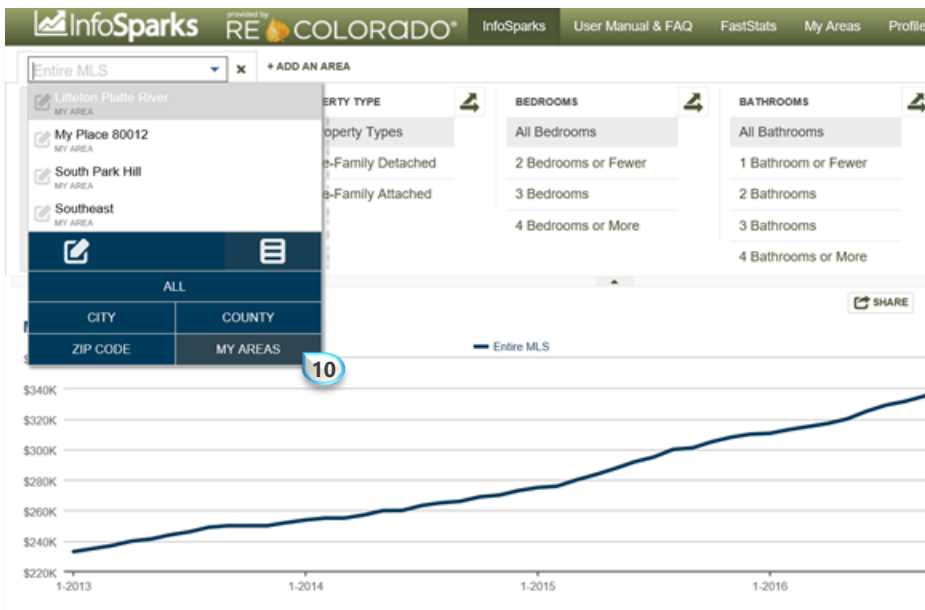 InfoSparks
provided by
RE COLORADO®
InfoSparks User Manual & FAQ FastStats My Areas Profile
Entire MLS × + ADD AN AREA
Littleton Platte River
MY AREA
My Place 80012
MY AREA
South Park Hill
MY AREA
Southeast
MY AREA
ALL
CITY COUNTY
ZIP CODE MY AREAS
10
ERTY TYPE
operty Types
e-Family Detached
e-Family Attached
BEDROOMS
All Bedrooms
2 Bedrooms or Fewer
3 Bedrooms
4 Bedrooms or More
BATHROOMS
All Bathrooms
1 Bathroom or Fewer
2 Bathrooms
3 Bathrooms
4 Bathrooms or More
SHARE
Entire MLS
$340K
$320K
$300K
$280K
$260K
$240K
$220K
1-2013 1-2014 1-2015 1-2016